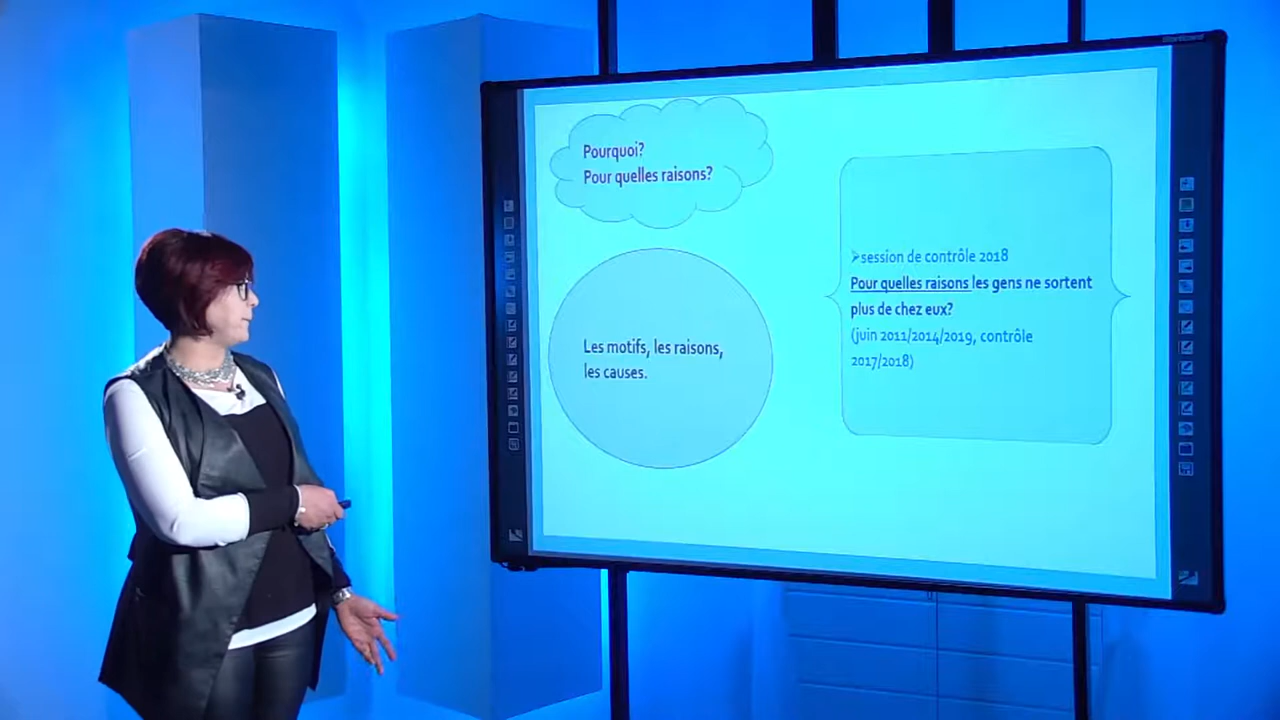 Pourquoi?
Pour quelles raisons?
Les motifs, les raisons,
les causes.
➢session de contrôle 2018
Pour quelles raisons les gens ne sortent
plus de chez eux?
(juin 2011/2014/2019, contrôle
2017/2018)